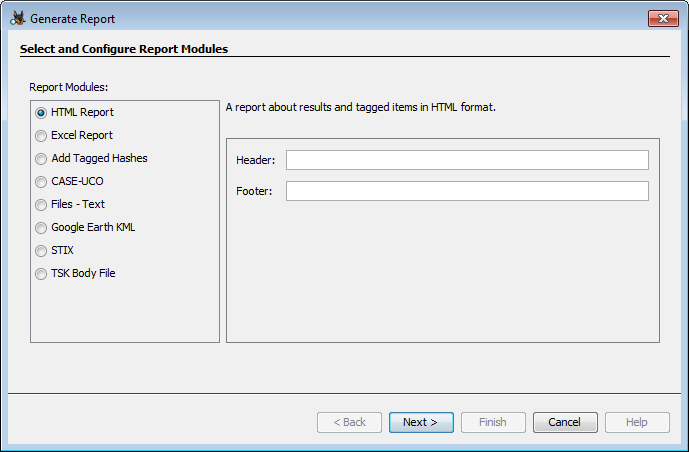 Generate Report
Select and Configure Report Modules
Report Modules:
HTML Report
Excel Report
Add Tagged Hashes
CASE-UCO
Files - Text
Google Earth KML
STIX
TSK Body File
A report about results and tagged items in HTML format.
Header:
Footer:
< Back
Next >
Finish
Cancel
Help